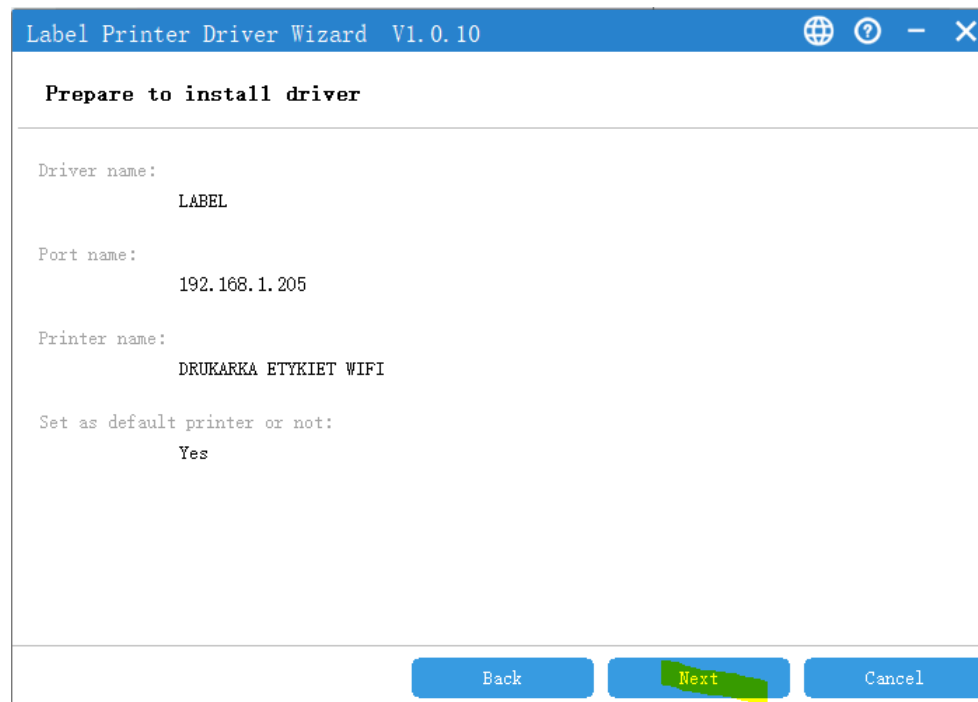 Label Printer Driver Wizard V1.0.10
Prepare to install driver
Driver name:
LABEL
Port name:
192.168.1.205
Printer name:
DRUKARKA ETYKIET WIFI
Set as default printer or not:
Yes
Back Next Cancel